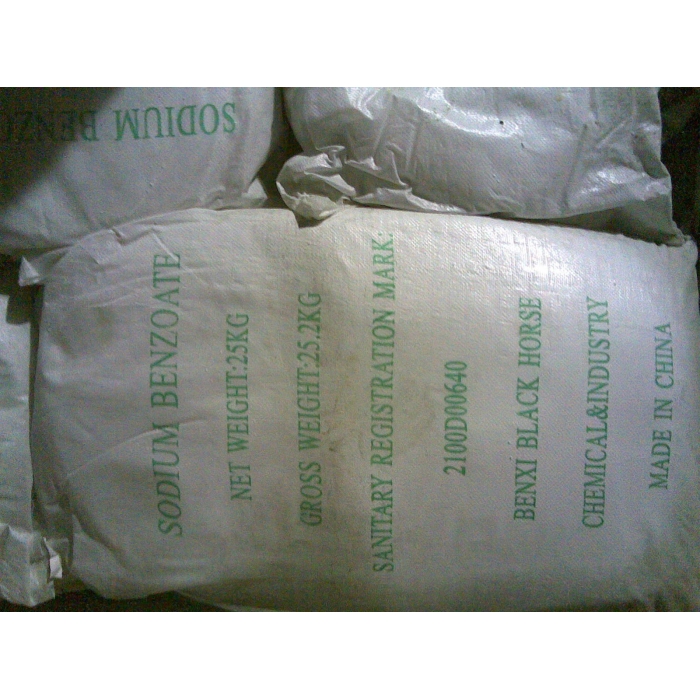 SODIUM BENZ
SODIUM BENZOATE
NET WEIGHT:25KG
GROSS WEIGHT:25.2KG
SANITARY REGISTRATION MARK:
2100D00640
BENXI BLACK HORSE
CHEMICAL&INDUSTRY
MADE IN CHINA